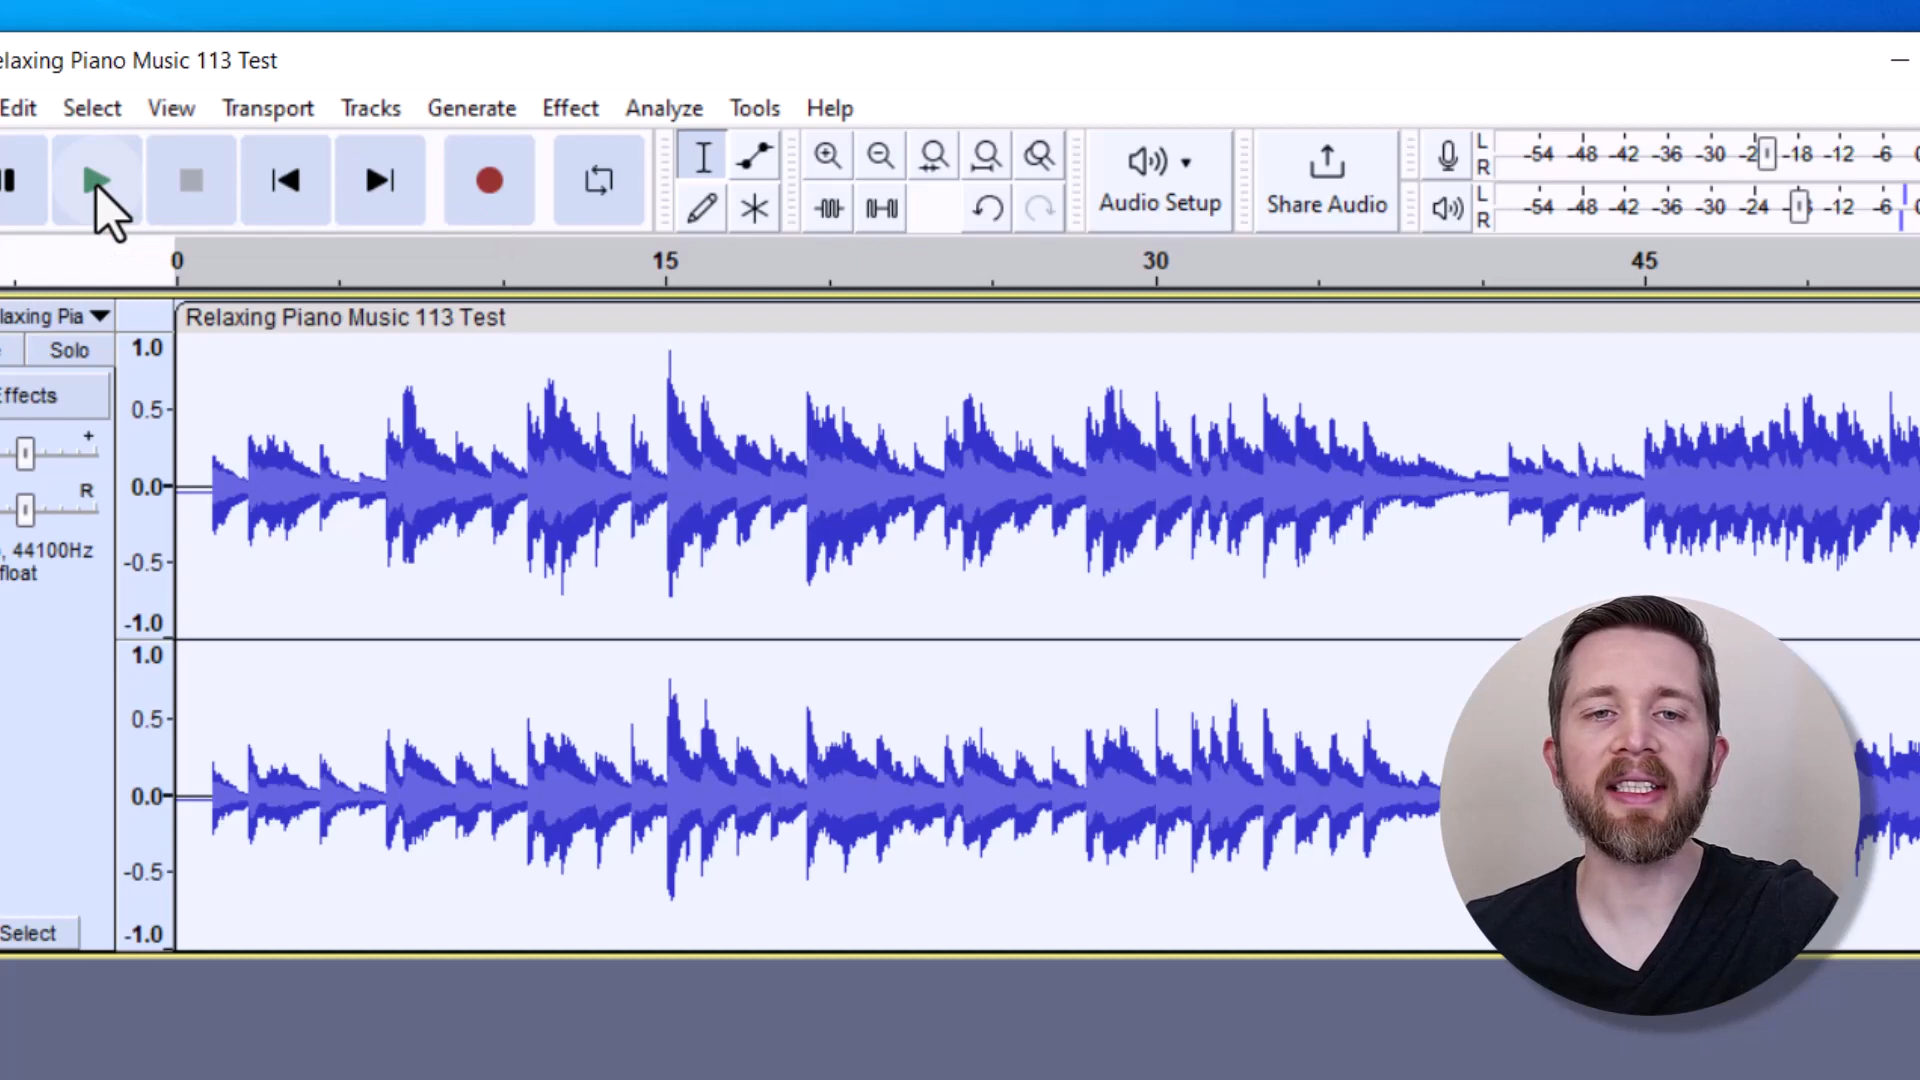 elaxing Piano Music 113 Test
Edit Select View Transport Tracks Generate Effect Analyze Tools Help
L
R
-54 -48 -42 -36 -30 -18 -12 -6 0
Audio Setup
Share Audio
L
R
-54 -48 -42 -36 -30 -24 -12 -6 0
0 15 30 45
laxing Pia
Relaxing Piano Music 113 Test
Solo
Effects
+
R
, 44100Hz
float
Select
1.0
0.5
0.0
-0.5
-1.0
1.0
0.5
0.0
-0.5
-1.0